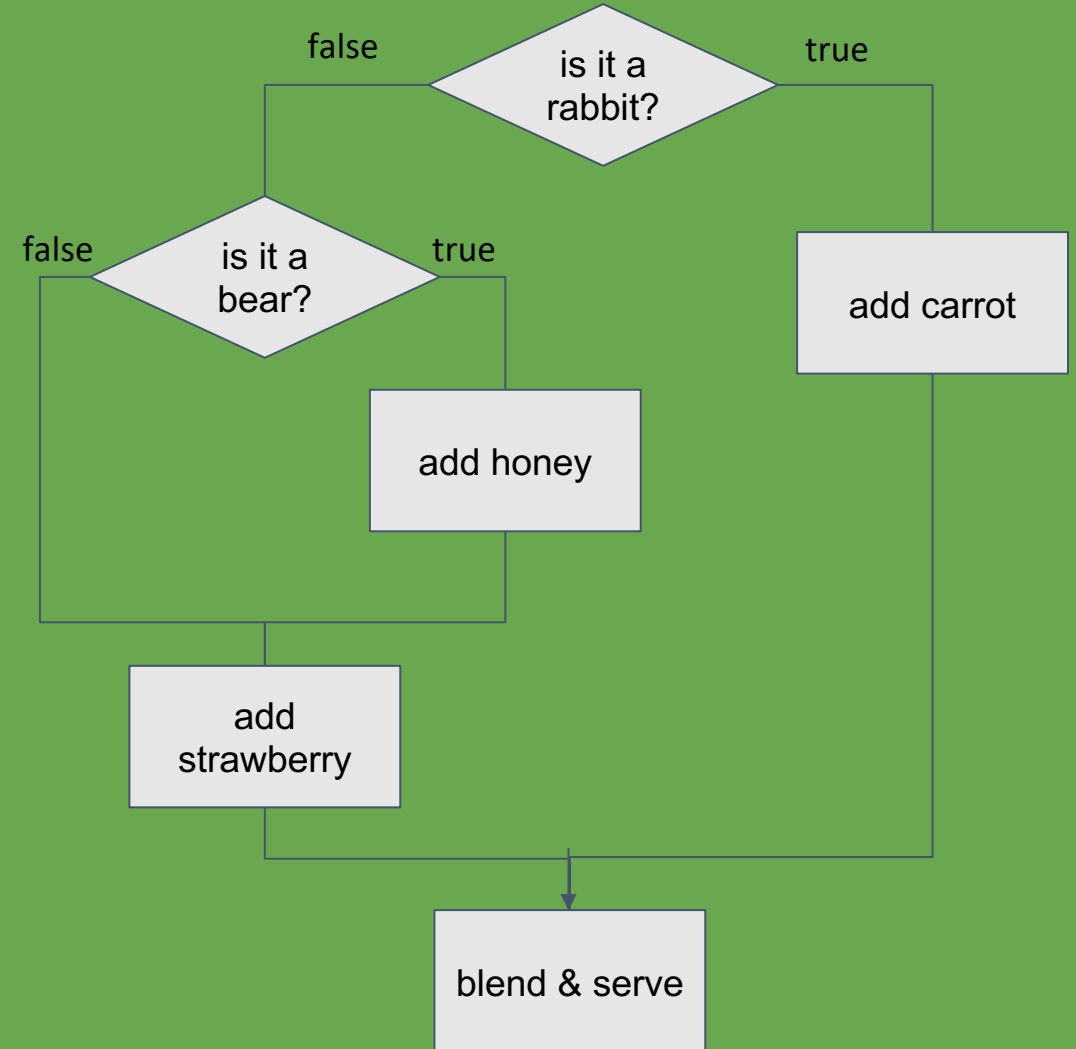 false
is it a
rabbit?
true
false
is it a
bear?
true
add carrot
add honey
add
strawberry
blend & serve